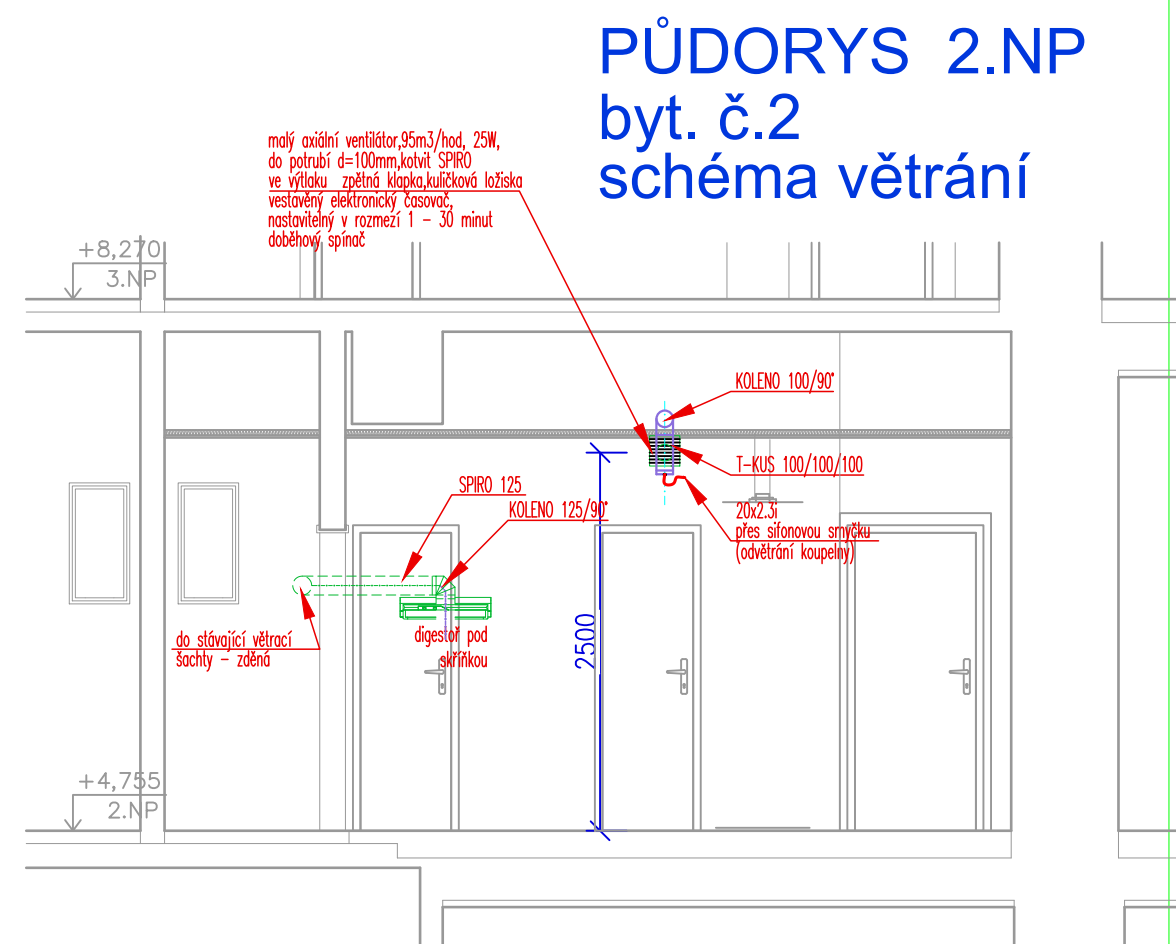 PŮDORYS 2.NP
byt. č.2
schéma větrání
malý axiální ventilátor,95m3/hod, 25W,
do potrubí d=100mm,kotvit SPIRO
ve výtlaku zpětná klapka,kuličková ložiska
vestavěný elektronický časovač,
nastavitelný v rozmezí 1 - 30 minut
doběhový spínač
+8,270
3.NP
KOLENO 100/90°
T-KUS 100/100/100
SPIRO 125
KOLENO 125/90°
20x2.3i
přes sifonovou smyčku
(odvětrání koupelny)
do stávající větrací
šachty - zděná
digestoř pod
skříňkou
2500
+4,755
2.NP